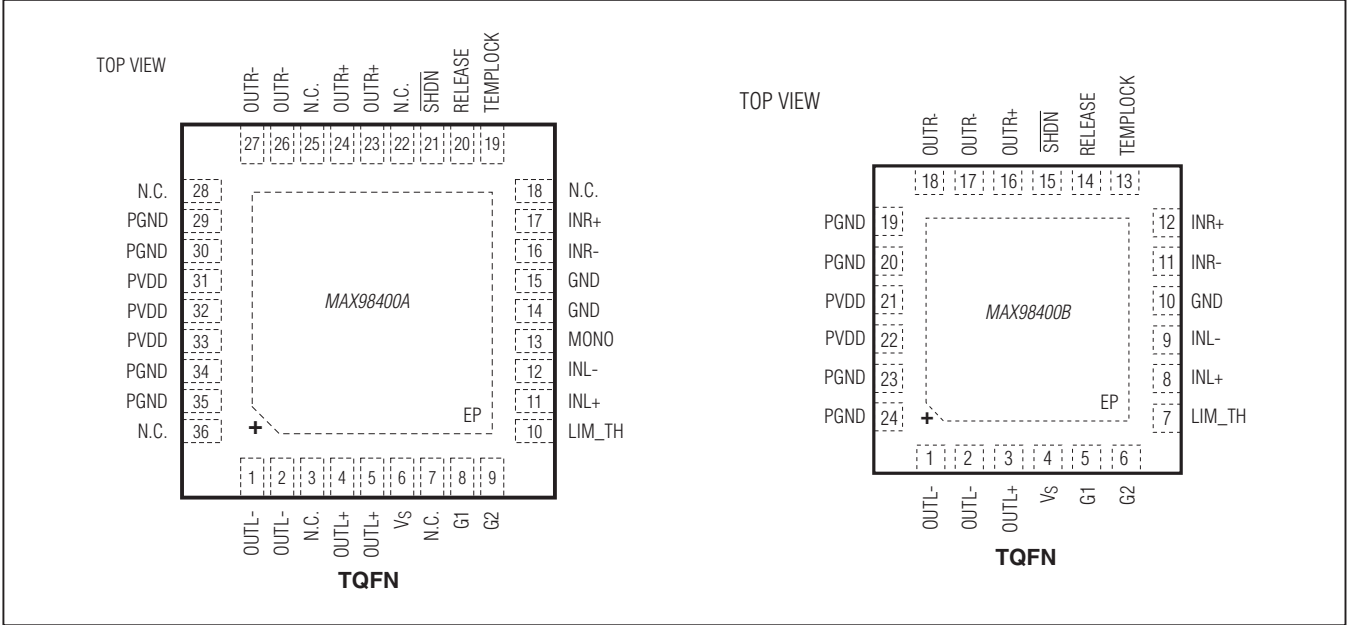 TOP VIEW
OUTR- OUTR- N.C. OUTR+ OUTR+ N.C. SHDN RELEASE TEMPLOCK
27 26 25 24 23 22 21 20 19
N.C. 28
PGND 29
PGND 30
PVDD 31
PVDD 32
PVDD 33
PGND 34
PGND 35
N.C. 36
MAX98400A
EP
+
18 N.C.
17 INR+
16 INR-
15 GND
14 GND
13 MONO
12 INL-
11 INL+
10 LIM_TH
1 2 3 4 5 6 7 8 9
OUTL- OUTL- N.C. OUTL+ OUTL+ VS N.C. G1 G2
TQFN
TOP VIEW
OUTR- OUTR- OUTR+ SHDN RELEASE TEMPLOCK
18 17 16 15 14 13
PGND 19
PGND 20
PVDD 21
PVDD 22
PGND 23
PGND 24
MAX98400B
EP
+
12 INR+
11 INR-
10 GND
9 INL-
8 INL+
7 LIM_TH
1 2 3 4 5 6
OUTL- OUTL- OUTL+ VS G1 G2
TQFN